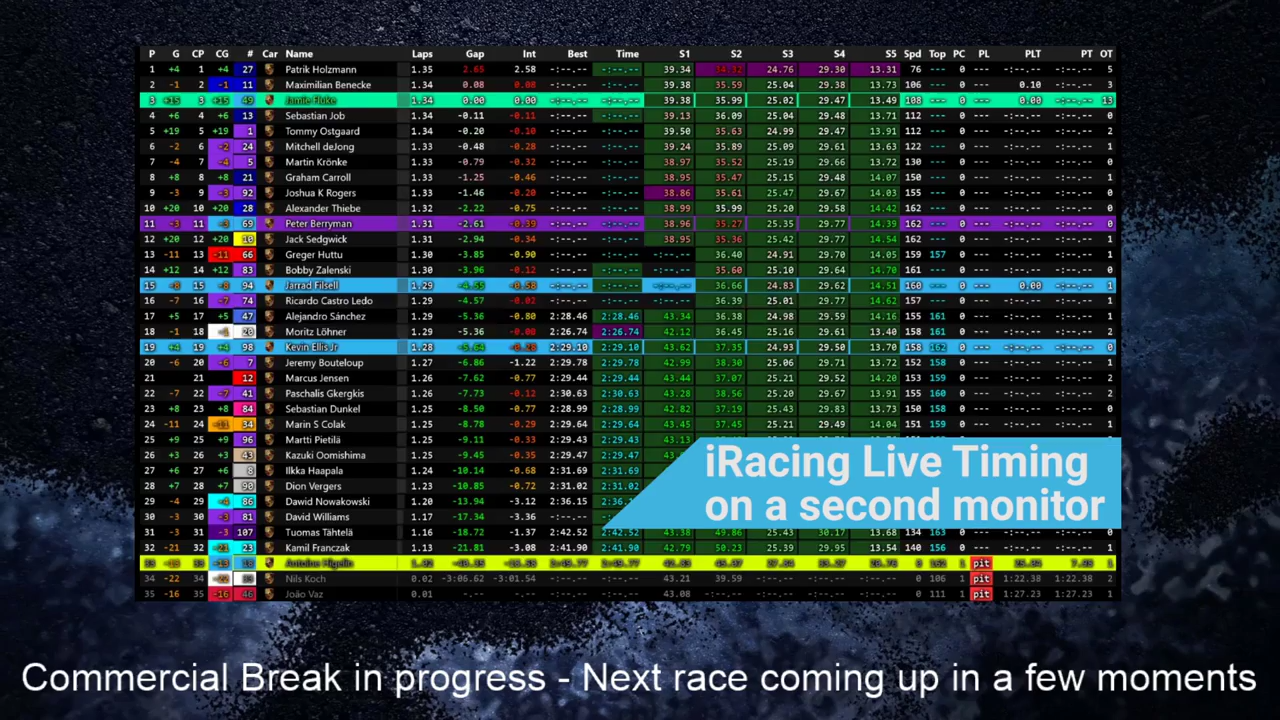 P G CP CG # Car Name Laps Gap Int Best Time S1 S2 S3 S4 S5 Spd Top PC PL PLT PT OT
1 +4 1 +4 27 Patrik Holzmann 1.35 2.65 2.58 -:--.-- -:--.-- 39.34 24.76 29.30 13.31 76 --- 0 --- -:--.-- -:--.-- 5
2 -1 2 -1 11 Maximilian Benecke 1.34 0.08 0.08 -:--.-- -:--.-- 39.38 35.59 25.04 29.38 13.45 106 --- 0 --- 0.10 -:--.-- 3
3 +15 3 +15 49 Jamie Fluke 1.34 0.00 0.00 -:--.-- -:--.-- 39.38 35.99 25.02 29.47 13.49 108 --- 0 --- 0.00 -:--.-- 13
4 +6 4 +6 13 Sebastian Job 1.34 -0.11 -0.11 -:--.-- -:--.-- 39.13 36.09 25.04 29.48 13.71 112 --- 0 --- -:--.-- -:--.-- 0
5 +19 5 +19 1 Tommy Ostgaard 1.34 -0.20 -0.10 -:--.-- -:--.-- 39.50 35.63 24.99 29.47 13.91 112 --- 0 --- -:--.-- -:--.-- 2
6 -2 6 -2 24 Mitchell deJong 1.33 -0.48 -0.28 -:--.-- -:--.-- 39.24 35.89 25.09 29.61 13.63 112 --- 0 --- -:--.-- -:--.-- 1
7 -4 7 -4 5 Martin Krönke 1.33 -0.79 -0.32 -:--.-- -:--.-- 38.97 35.52 25.19 29.66 13.72 130 --- 0 --- -:--.-- -:--.-- 0
8 +8 8 +8 21 Graham Carroll 1.33 -1.25 -0.46 -:--.-- -:--.-- 38.95 35.47 25.15 29.48 14.07 150 --- 0 --- -:--.-- -:--.-- 1
9 -3 9 -3 92 Joshua K Rogers 1.33 -1.46 -0.20 -:--.-- -:--.-- 38.86 35.61 25.47 29.67 14.03 155 --- 0 --- -:--.-- -:--.-- 0
10 +20 10 +20 28 Alexander Thiebe 1.32 -2.22 -0.75 -:--.-- -:--.-- 38.99 35.99 25.20 29.58 14.42 162 --- 0 --- -:--.-- -:--.-- 0
11 -3 11 -3 69 Peter Berryman 1.31 -2.61 -0.39 -:--.-- -:--.-- 38.96 35.27 25.35 29.77 14.39 162 --- 0 --- -:--.-- -:--.-- 0
12 +20 12 +20 10 Jack Sedgwick 1.31 -2.94 -0.34 -:--.-- -:--.-- 38.95 35.36 25.42 29.77 14.54 162 --- 0 --- -:--.-- -:--.-- 1
13 -11 13 -11 66 Greger Huttu 1.30 -3.85 -0.90 -:--.-- -:--.-- -:--.-- 36.40 24.91 29.70 14.05 159 157 0 --- -:--.-- -:--.-- 1
14 +12 14 +12 83 Bobby Zalenski 1.30 -3.96 -0.12 -:--.-- -:--.-- -:--.-- 35.60 25.10 29.64 14.70 161 --- 0 --- -:--.-- -:--.-- 0
15 -8 15 -8 94 Jarrad Filsell 1.29 -4.55 -0.58 -:--.-- -:--.-- -:--.-- 36.66 24.83 29.62 14.51 160 --- 0 --- 0.00 -:--.-- 1
16 -7 16 -7 74 Ricardo Castro Ledo 1.29 -4.57 -0.02 -:--.-- -:--.-- -:--.-- 36.39 25.01 29.77 14.62 157 --- 0 --- -:--.-- -:--.-- 1
17 +5 17 +5 47 Alejandro Sánchez 1.29 -5.36 -0.80 2:28.46 2:28.46 43.34 36.38 24.98 29.59 14.16 155 161 0 --- -:--.-- -:--.-- 1
18 -1 18 20 Moritz Löhner 1.29 -5.36 -0.00 2:26.74 2:26.74 42.12 36.45 25.16 29.61 13.40 158 161 0 --- -:--.-- -:--.-- 2
19 +4 19 +4 98 Kevin Ellis Jr 1.28 -5.64 -0.28 2:29.10 2:29.10 43.62 37.35 24.93 29.50 13.70 158 162 0 --- -:--.-- -:--.-- 0
20 -6 20 -6 7 Jeremy Bouteloup 1.27 -6.86 -1.22 2:29.78 2:29.78 42.99 38.30 25.06 29.71 13.72 152 158 0 --- -:--.-- -:--.-- 1
21 21 12 Marcus Jensen 1.26 -7.62 -0.77 2:29.44 2:29.44 43.44 37.07 25.21 29.52 14.20 153 159 0 --- -:--.-- -:--.-- 2
22 -7 22 -7 41 Paschalis Gkergkis 1.26 -7.73 -0.12 2:30.63 2:30.63 43.28 38.56 25.20 29.67 13.91 155 160 0 --- -:--.-- -:--.-- 2
23 +8 23 +8 84 Sebastian Dunkel 1.25 -8.50 -0.77 2:28.99 2:28.99 42.82 37.19 25.43 29.83 13.73 150 158 0 --- -:--.-- -:--.-- 0
24 -11 24 -11 34 Marin S Colak 1.25 -8.78 -0.29 2:29.64 2:29.64 43.45 37.45 25.21 29.49 14.04 155 160 0 --- -:--.-- -:--.-- 1
25 +9 25 +9 96 Martti Pietilä 1.25 -9.11 -0.33 2:29.43 2:29.43 43.13
26 +3 26 +3 43 Kazuki Oomishima 1.25 -9.45 -0.35 2:29.47 2:29.47
27 +6 27 +6 8 Ilkka Haapala 1.24 -10.14 -0.68 2:31.69 2:31.69
28 +7 28 +7 90 Dion Vergers 1.23 -10.85 -0.72 2:31.02 2:31.02
29 -4 29 -4 86 Dawid Nowakowski 1.20 -13.94 -3.12 2:36.15
30 -3 30 -3 81 David Williams 1.17 -17.34 -3.36 -:--.--
31 -3 31 -3 107 Tuomas Tähtelä 1.16 -18.72 -1.37 2:42.52 2:42.52 43.68 49.86 25.43 30.17 13.68 134 163 0 --- -:--.-- -:--.-- 0
32 -21 32 -21 23 Kamil Franczak 1.13 -21.81 -3.08 2:41.90 2:41.90 42.79 50.23 25.39 29.95 13.54 140 156 1 --- -:--.-- -:--.-- 1
33 Antoine Higelin pit
34 -22 34 -22 Nils Koch 0.02 -3:06.62 -3:01.54 43.21 39.59 -:--.-- -:--.-- -:--.-- 0 106 1 pit 1:22.38 1:22.38 2
35 -16 35 -16 46 João Vaz 0.01 -.-- -:--.-- 43.08 -:--.-- -:--.-- -:--.-- -:--.-- 0 111 1 pit 1:27.23 1:27.23 1
iRacing Live Timing
on a second monitor
Commercial Break in progress - Next race coming up in a few moments